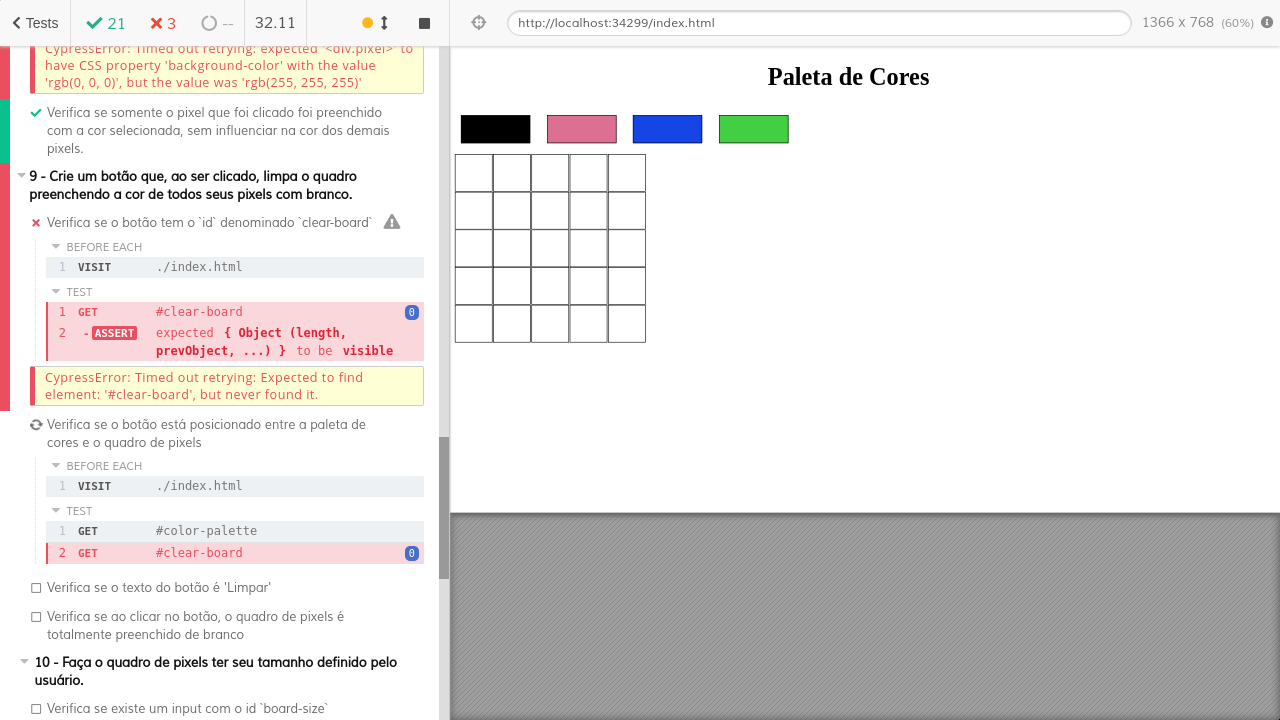 Tests
21
3
--
32.11
http://localhost:34299/index.html
1366 x 768 (60%)
CypressError: Timed out retrying: expected '<div.pixel>' to
have CSS property 'background-color' with the value
'rgb(0, 0, 0)', but the value was 'rgb(255, 255, 255)'
Verifica se somente o pixel que foi clicado foi preenchido
com a cor selecionada, sem influenciar na cor dos demais
pixels.
9 - Crie um botão que, ao ser clicado, limpa o quadro
preenchendo a cor de todos seus pixels com branco.
Verifica se o botão tem o `id` denominado `clear-board`
BEFORE EACH
1 VISIT ./index.html
TEST
1 GET #clear-board 0
2 - ASSERT expected { Object (length,
prevObject, ...) } to be visible
CypressError: Timed out retrying: Expected to find
element: '#clear-board', but never found it.
Verifica se o botão está posicionado entre a paleta de
cores e o quadro de pixels
BEFORE EACH
1 VISIT ./index.html
TEST
1 GET #color-palette
2 GET #clear-board 0
Verifica se o texto do botão é 'Limpar'
Verifica se ao clicar no botão, o quadro de pixels é
totalmente preenchido de branco
10 - Faça o quadro de pixels ter seu tamanho definido pelo
usuário.
Verifica se existe um input com o id `board-size`
Paleta de Cores